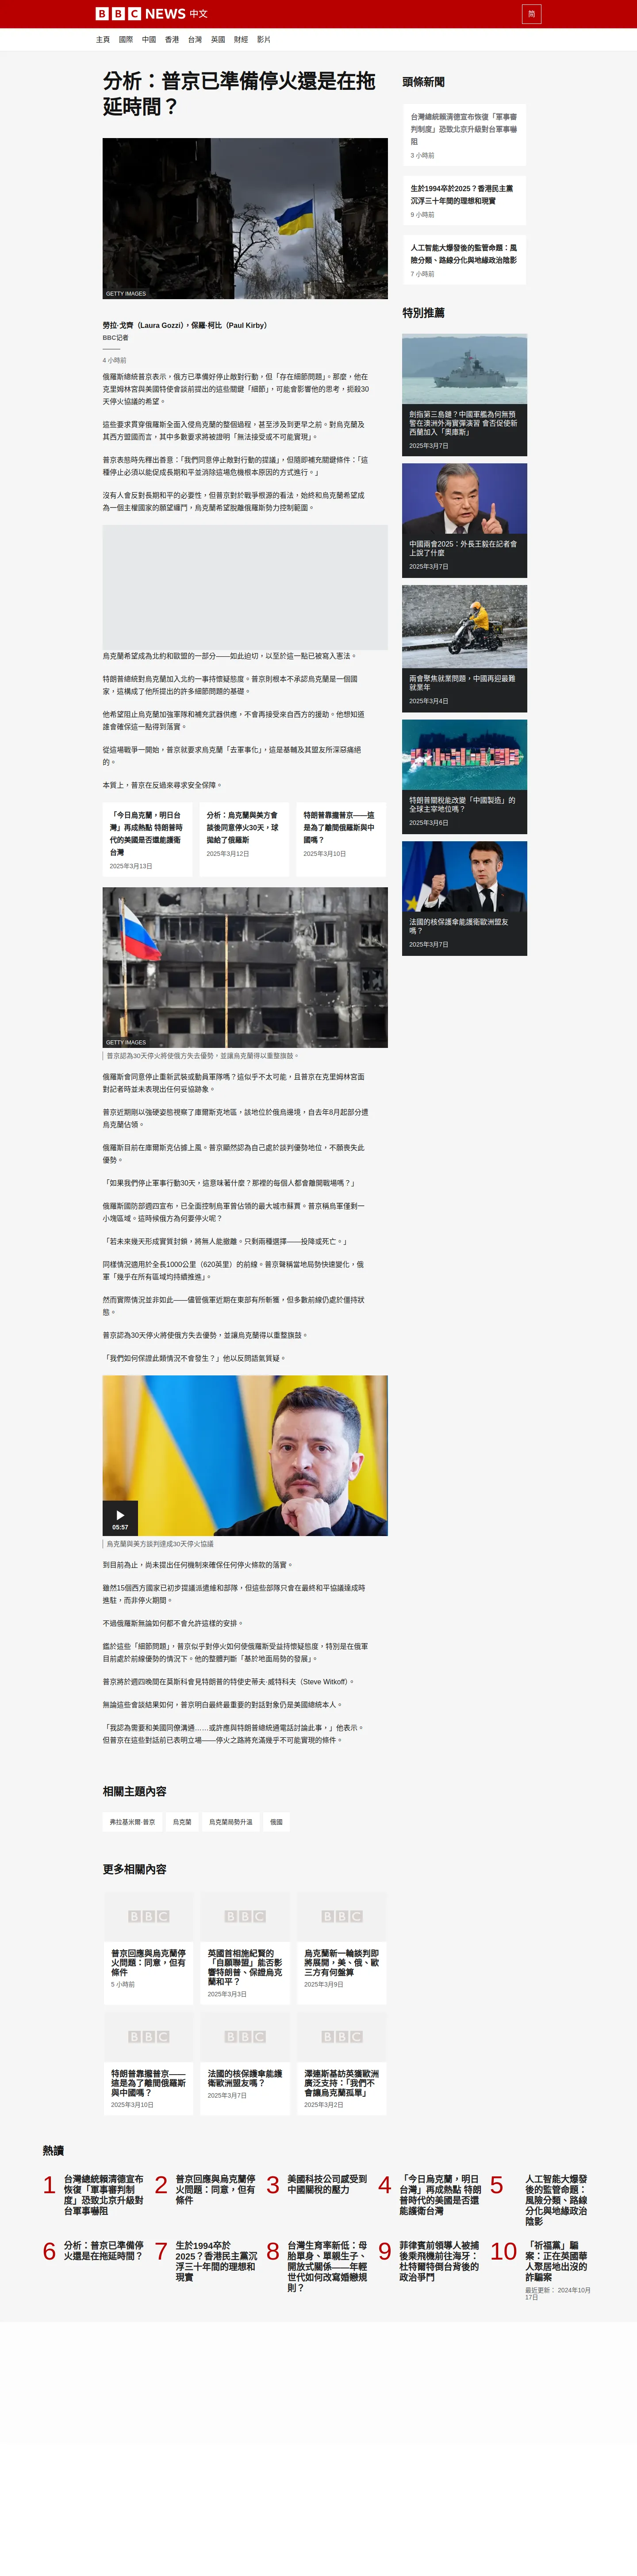 BBC NEWS 中文
简
主頁 國際 中國 香港 台灣 英國 財經 影片
分析：普京已準備停火還是在拖
延時間？
GETTY IMAGES
勞拉·戈齊（Laura Gozzi），保羅·柯比（Paul Kirby）
BBC记者
4 小時前
俄羅斯總統普京表示，俄方已準備好停止敵對行動，但「存在細節問題」。那麼，他在
克里姆林宮與美國特使會談前提出的這些關鍵「細節」，可能會影響他的思考，扼殺30
天停火協議的希望。
這些要求貫穿俄羅斯全面入侵烏克蘭的整個過程，甚至涉及到更早之前。對烏克蘭及
其西方盟國而言，其中多數要求將被證明「無法接受或不可能實現」。
普京表態時先釋出善意：「我們同意停止敵對行動的提議」，但隨即補充關鍵條件：「這
種停止必須以能促成長期和平並消除這場危機根本原因的方式進行。」
沒有人會反對長期和平的必要性，但普京對於戰爭根源的看法，始終和烏克蘭希望成
為一個主權國家的願望纏鬥，烏克蘭希望脫離俄羅斯勢力控制範圍。
烏克蘭希望成為北約和歐盟的一部分——如此迫切，以至於這一點已被寫入憲法。
特朗普總統對烏克蘭加入北約一事持懷疑態度。普京則根本不承認烏克蘭是一個國
家，這構成了他所提出的許多細節問題的基礎。
他希望阻止烏克蘭加強軍隊和補充武器供應，不會再接受來自西方的援助。他想知道
誰會確保這一點得到落實。
從這場戰爭一開始，普京就要求烏克蘭「去軍事化」，這是基輔及其盟友所深惡痛絕
的。
本質上，普京在反過來尋求安全保障。
「今日烏克蘭，明日台
灣」再成熱點 特朗普時
代的美國是否還能護衛
台灣
2025年3月13日
分析：烏克蘭與美方會
談後同意停火30天，球
拋給了俄羅斯
2025年3月12日
特朗普靠攏普京——這
是為了離間俄羅斯與中
國嗎？
2025年3月10日
GETTY IMAGES
普京認為30天停火將使俄方失去優勢，並讓烏克蘭得以重整旗鼓。
俄羅斯會同意停止重新武裝或動員軍隊嗎？這似乎不太可能，且普京在克里姆林宮面
對記者時並未表現出任何妥協跡象。
普京近期剛以強硬姿態視察了庫爾斯克地區，該地位於俄烏邊境，自去年8月起部分遭
烏克蘭佔領。
俄羅斯目前在庫爾斯克佔據上風。普京顯然認為自己處於談判優勢地位，不願喪失此
優勢。
「如果我們停止軍事行動30天，這意味著什麼？那裡的每個人都會離開戰場嗎？」
俄羅斯國防部週四宣布，已全面控制烏軍曾佔領的最大城市蘇賈。普京稱烏軍僅剩一
小塊區域。這時候俄方為何要停火呢？
「若未來幾天形成實質封鎖，將無人能撤離。只剩兩種選擇——投降或死亡。」
同樣情況適用於全長1000公里（620英里）的前線。普京聲稱當地局勢快速變化，俄
軍「幾乎在所有區域均持續推進」。
然而實際情況並非如此——儘管俄軍近期在東部有所斬獲，但多數前線仍處於僵持狀
態。
普京認為30天停火將使俄方失去優勢，並讓烏克蘭得以重整旗鼓。
「我們如何保證此類情況不會發生？」他以反問語氣質疑。
05:57
烏克蘭與美方談判達成30天停火協議
到目前為止，尚未提出任何機制來確保任何停火條款的落實。
雖然15個西方國家已初步提議派遣維和部隊，但這些部隊只會在最終和平協議達成時
進駐，而非停火期間。
不過俄羅斯無論如何都不會允許這樣的安排。
鑑於這些「細節問題」，普京似乎對停火如何使俄羅斯受益持懷疑態度，特別是在俄軍
目前處於前線優勢的情況下。他的整體判斷「基於地面局勢的發展」。
普京將於週四晚間在莫斯科會見特朗普的特使史蒂夫·威特科夫（Steve Witkoff）。
無論這些會談結果如何，普京明白最終最重要的對話對象仍是美國總統本人。
「我認為需要和美國同僚溝通……或許應與特朗普總統通電話討論此事，」他表示。
但普京在這些對話前已表明立場——停火之路將充滿幾乎不可能實現的條件。
相關主題內容
弗拉基米爾·普京 烏克蘭 烏克蘭局勢升溫 俄國
更多相關內容
BBC BBC BBC
普京回應與烏克蘭停
火問題：同意，但有
條件
5 小時前
英國首相施紀賢的
「自願聯盟」能否影
響特朗普、保證烏克
蘭和平？
2025年3月3日
烏克蘭新一輪談判即
將展開，美、俄、歐
三方有何盤算
2025年3月9日
BBC BBC BBC
特朗普靠攏普京——
這是為了離間俄羅斯
與中國嗎？
2025年3月10日
法國的核保護傘能護
衛歐洲盟友嗎？
2025年3月7日
澤連斯基訪英獲歐洲
廣泛支持：「我們不
會讓烏克蘭孤單」
2025年3月2日
頭條新聞
台灣總統賴清德宣布恢復「軍事審
判制度」恐致北京升級對台軍事嚇
阻
3 小時前
生於1994卒於2025？香港民主黨
沉浮三十年間的理想和現實
9 小時前
人工智能大爆發後的監管命題：風
險分類、路線分化與地緣政治陰影
7 小時前
特別推薦
劍指第三島鏈？中國軍艦為何無預
警在澳洲外海實彈演習 會否促使新
西蘭加入「奧庫斯」
2025年3月7日
中國兩會2025：外長王毅在記者會
上說了什麼
2025年3月7日
兩會聚焦就業問題，中國再迎最難
就業年
2025年3月4日
特朗普關稅能改變「中國製造」的
全球主宰地位嗎？
2025年3月6日
法國的核保護傘能護衛歐洲盟友
嗎？
2025年3月7日
熱讀
1
台灣總統賴清德宣布
恢復「軍事審判制
度」恐致北京升級對
台軍事嚇阻
2
普京回應與烏克蘭停
火問題：同意，但有
條件
3
美國科技公司感受到
中國關稅的壓力
4
「今日烏克蘭，明日
台灣」再成熱點 特朗
普時代的美國是否還
能護衛台灣
5
人工智能大爆發
後的監管命題：
風險分類、路線
分化與地緣政治
陰影
6
分析：普京已準備停
火還是在拖延時間？
7
生於1994卒於
2025？香港民主黨沉
浮三十年間的理想和
現實
8
台灣生育率新低：母
胎單身、單親生子、
開放式關係——年輕
世代如何改寫婚戀規
則？
9
菲律賓前領導人被捕
後乘飛機前往海牙：
杜特爾特倒台背後的
政治爭鬥
10
「祈福黨」騙
案：正在英國華
人聚居地出沒的
詐騙案
最近更新： 2024年10月
17日